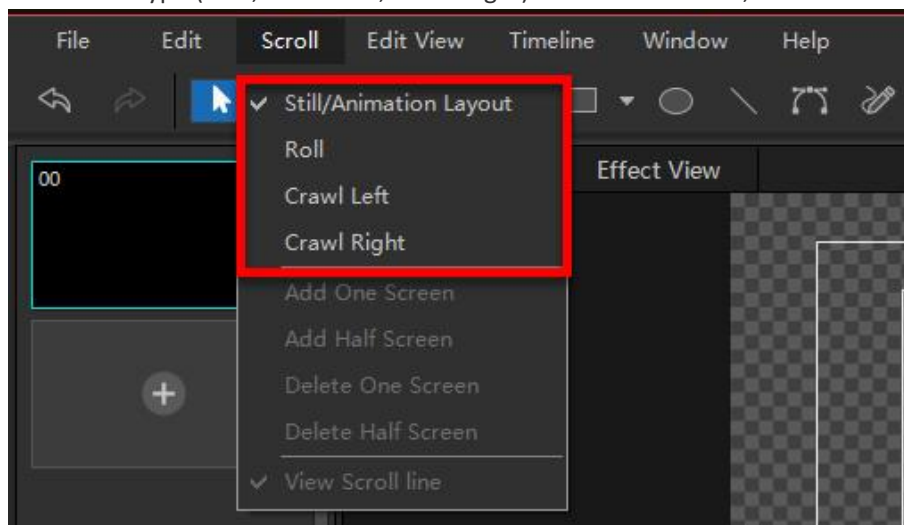 File Edit Scroll Edit View Timeline Window Help
Still/Animation Layout
Roll
Effect View
00
Crawl Left
Crawl Right
Add One Screen
Add Half Screen
Delete One Screen
Delete Half Screen
View Scroll line